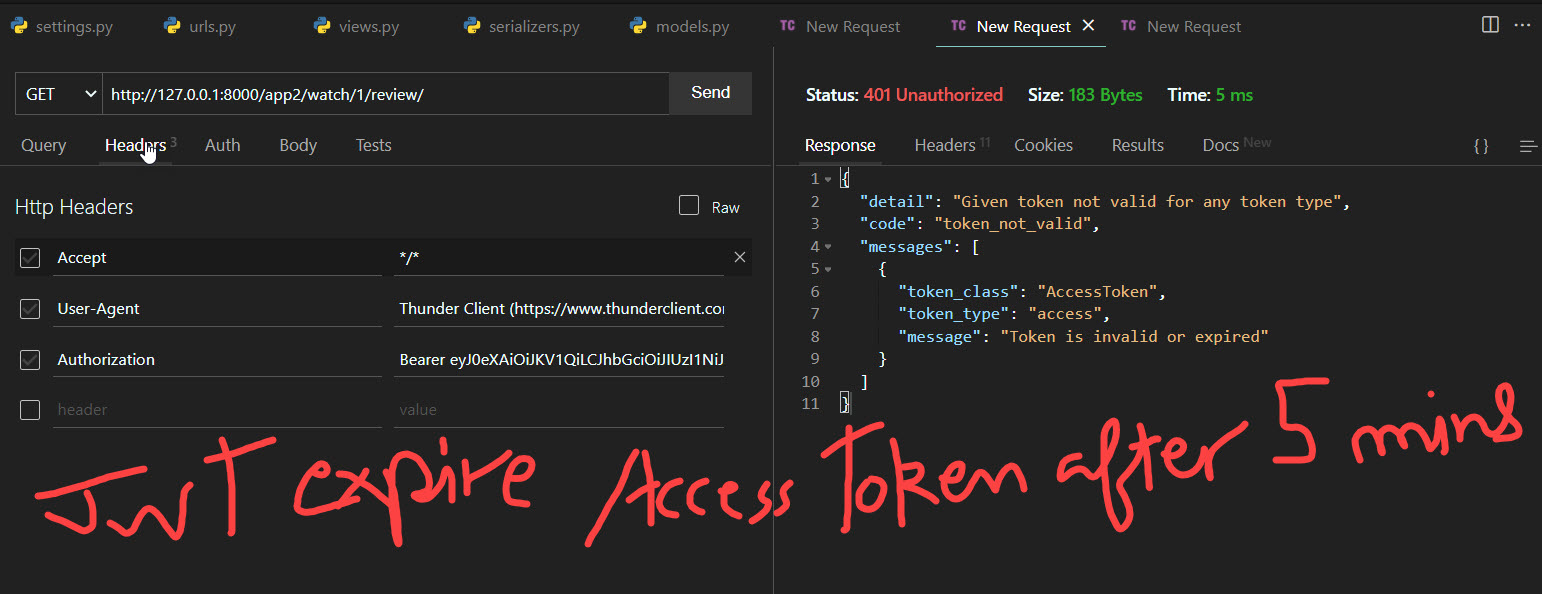 settings.py
urls.py
views.py
serializers.py
models.py
TC New Request
TC New Request
TC New Request
GET
http://127.0.0.1:8000/app2/watch/1/review/
Send
Query
Headers 3
Auth
Body
Tests
Http Headers
Raw
Accept
*/*
User-Agent
Thunder Client (https://www.thunderclient.co
Authorization
Bearer eyJ0eXAiOiJKV1QiLCJhbGciOiJIUzI1NiJ
header
value
Status: 401 Unauthorized
Size: 183 Bytes
Time: 5 ms
Response
Headers 11
Cookies
Results
Docs New
{ }
1 {
2 "detail": "Given token not valid for any token type",
3 "code": "token_not_valid",
4 "messages": [
5 {
6 "token_class": "AccessToken",
7 "token_type": "access",
8 "message": "Token is invalid or expired"
9 }
10 ]
11 }
JWT expire Access Token after 5 mins